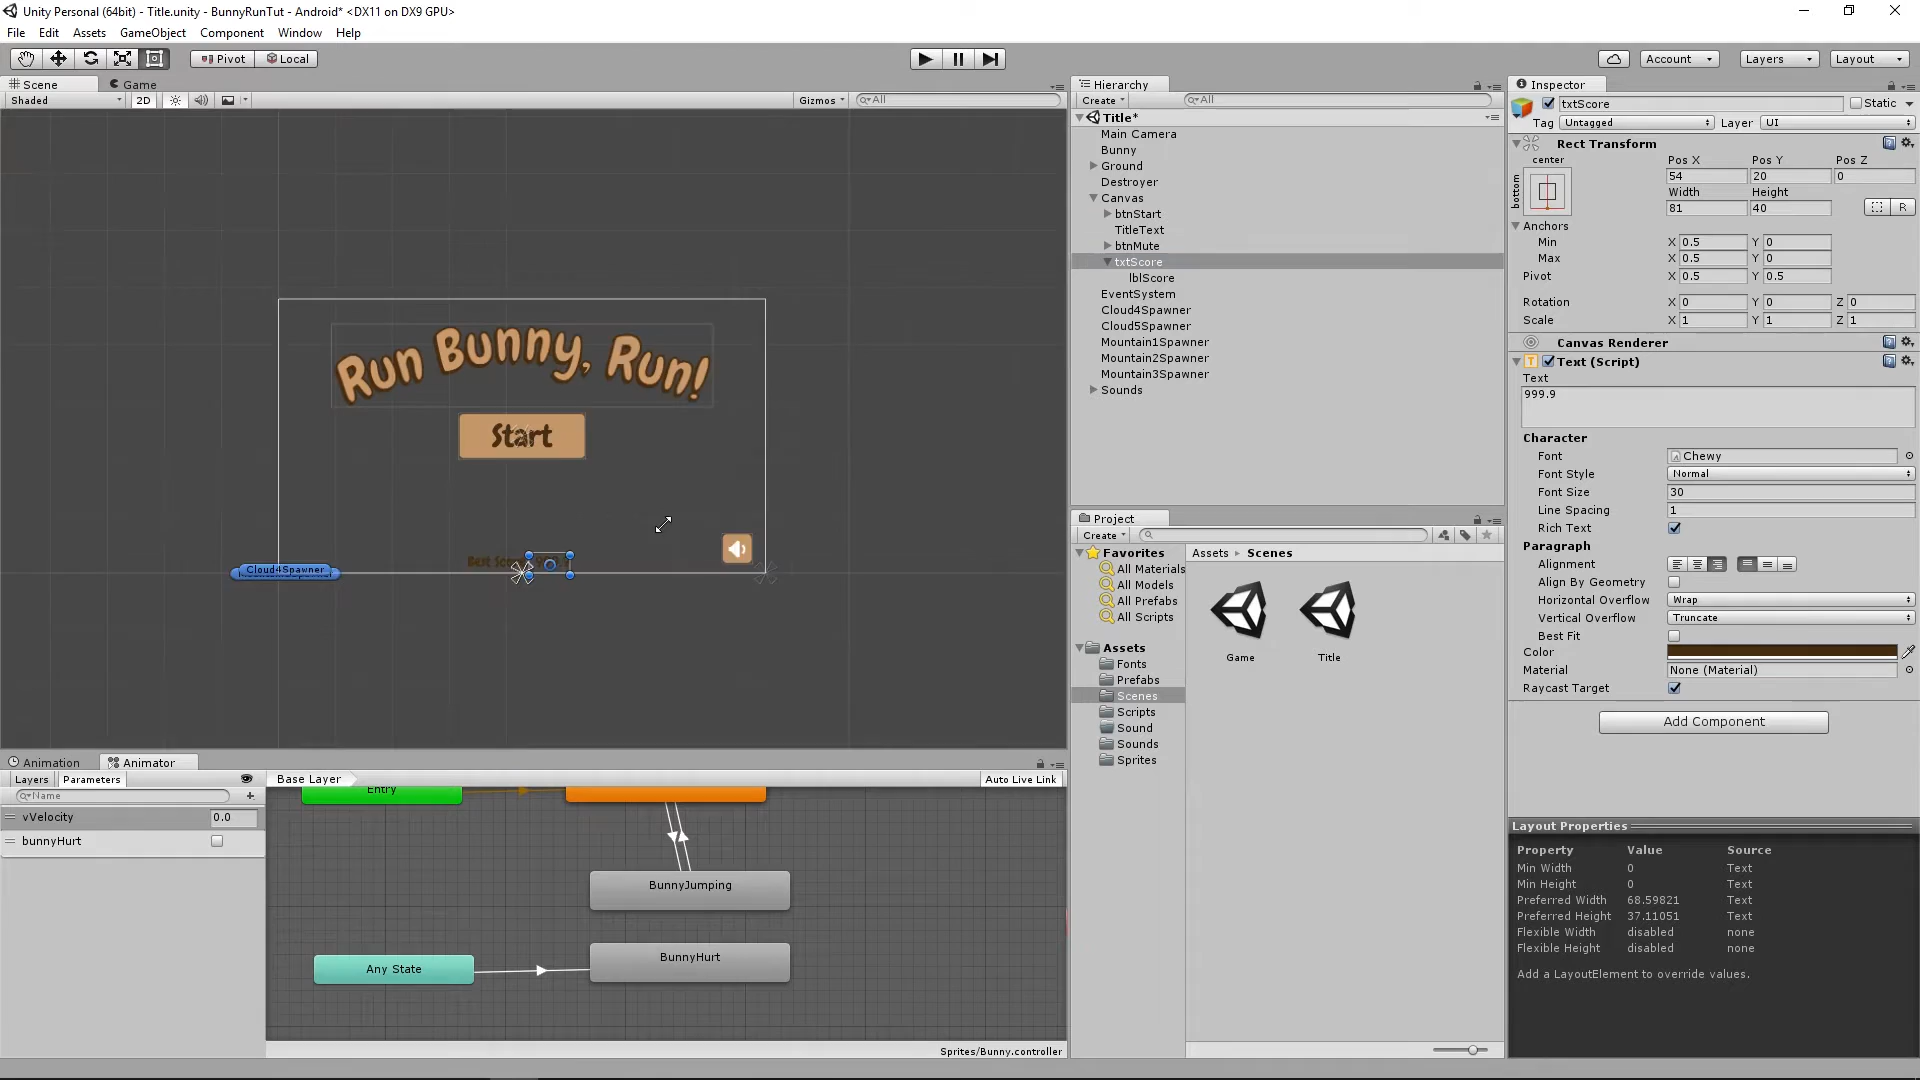 Unity Personal (64bit) - Title.unity - BunnyRunTut - Android* <DX11 on DX9 GPU>
File Edit Assets GameObject Component Window Help
Pivot Local Account Layers Layout
Scene Game
Shaded 2D Gizmos All
Run Bunny, Run!
Start
Best Score
Cloud4Spawner
Hierarchy
Create All
Title*
Main Camera
Bunny
Ground
Destroyer
Canvas
btnStart
TitleText
btnMute
txtScore
lblScore
EventSystem
Cloud4Spawner
Cloud5Spawner
Mountain1Spawner
Mountain2Spawner
Mountain3Spawner
Sounds
Project
Create
Favorites
All Materials
All Models
All Prefabs
All Scripts
Assets
Fonts
Prefabs
Scenes
Scripts
Sound
Sounds
Sprites
Assets Scenes
Game Title
Inspector
txtScore Static
Tag Untagged Layer UI
Rect Transform
center
bottom
Pos X Pos Y Pos Z
54 20 0
Width Height
81 40 R
Anchors
Min X 0.5 Y 0
Max X 0.5 Y 0
Pivot X 0.5 Y 0.5
Rotation X 0 Y 0 Z 0
Scale X 1 Y 1 Z 1
Canvas Renderer
Text (Script)
Text
999.9
Character
Font Chewy
Font Style Normal
Font Size 30
Line Spacing 1
Rich Text
Paragraph
Alignment
Align By Geometry
Horizontal Overflow Wrap
Vertical Overflow Truncate
Best Fit
Color
Material None (Material)
Raycast Target
Add Component
Layout Properties
Property Value Source
Min Width 0 Text
Min Height 0 Text
Preferred Width 68.59821 Text
Preferred Height 37.11051 Text
Flexible Width disabled none
Flexible Height disabled none
Add a LayoutElement to override values.
Animation Animator
Layers Parameters Base Layer Auto Live Link
Name
vVelocity 0.0
bunnyHurt
Entry
BunnyJumping
BunnyHurt
Any State
Sprites/Bunny.controller